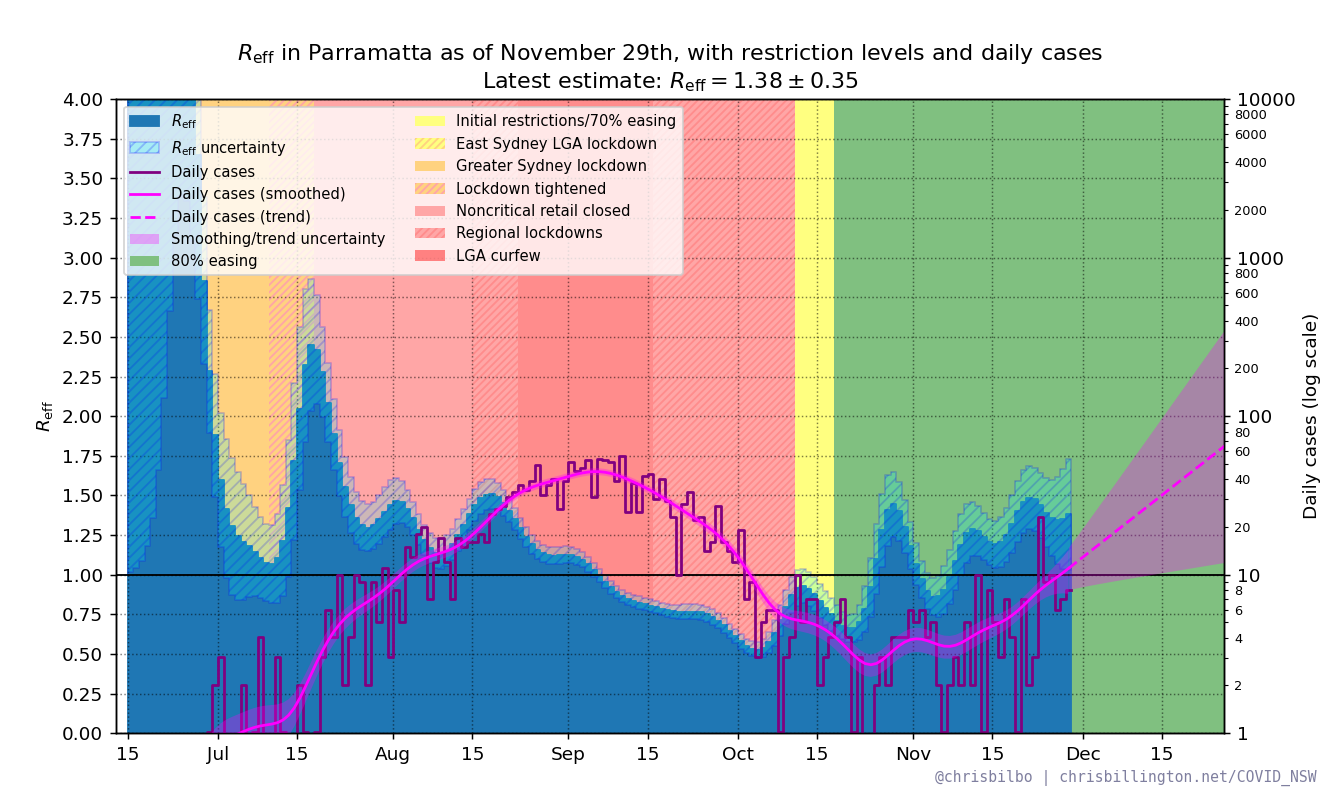 Reff in Parramatta as of November 29th, with restriction levels and daily cases
Latest estimate: Reff = 1.38 ± 0.35
Reff
Reff uncertainty
Daily cases
Daily cases (smoothed)
Daily cases (trend)
Smoothing/trend uncertainty
80% easing
Initial restrictions/70% easing
East Sydney LGA lockdown
Greater Sydney lockdown
Lockdown tightened
Noncritical retail closed
Regional lockdowns
LGA curfew
Reff
4.00
3.75
3.50
3.25
3.00
2.75
2.50
2.25
2.00
1.75
1.50
1.25
1.00
0.75
0.50
0.25
0.00
10000
8000
6000
4000
2000
1000
800
600
400
200
100
80
60
40
20
10
8
6
4
2
1
Daily cases (log scale)
15 Jul 15 Aug 15 Sep 15 Oct 15 Nov 15 Dec 15
@chrisbilbo | chrisbillington.net/COVID_NSW